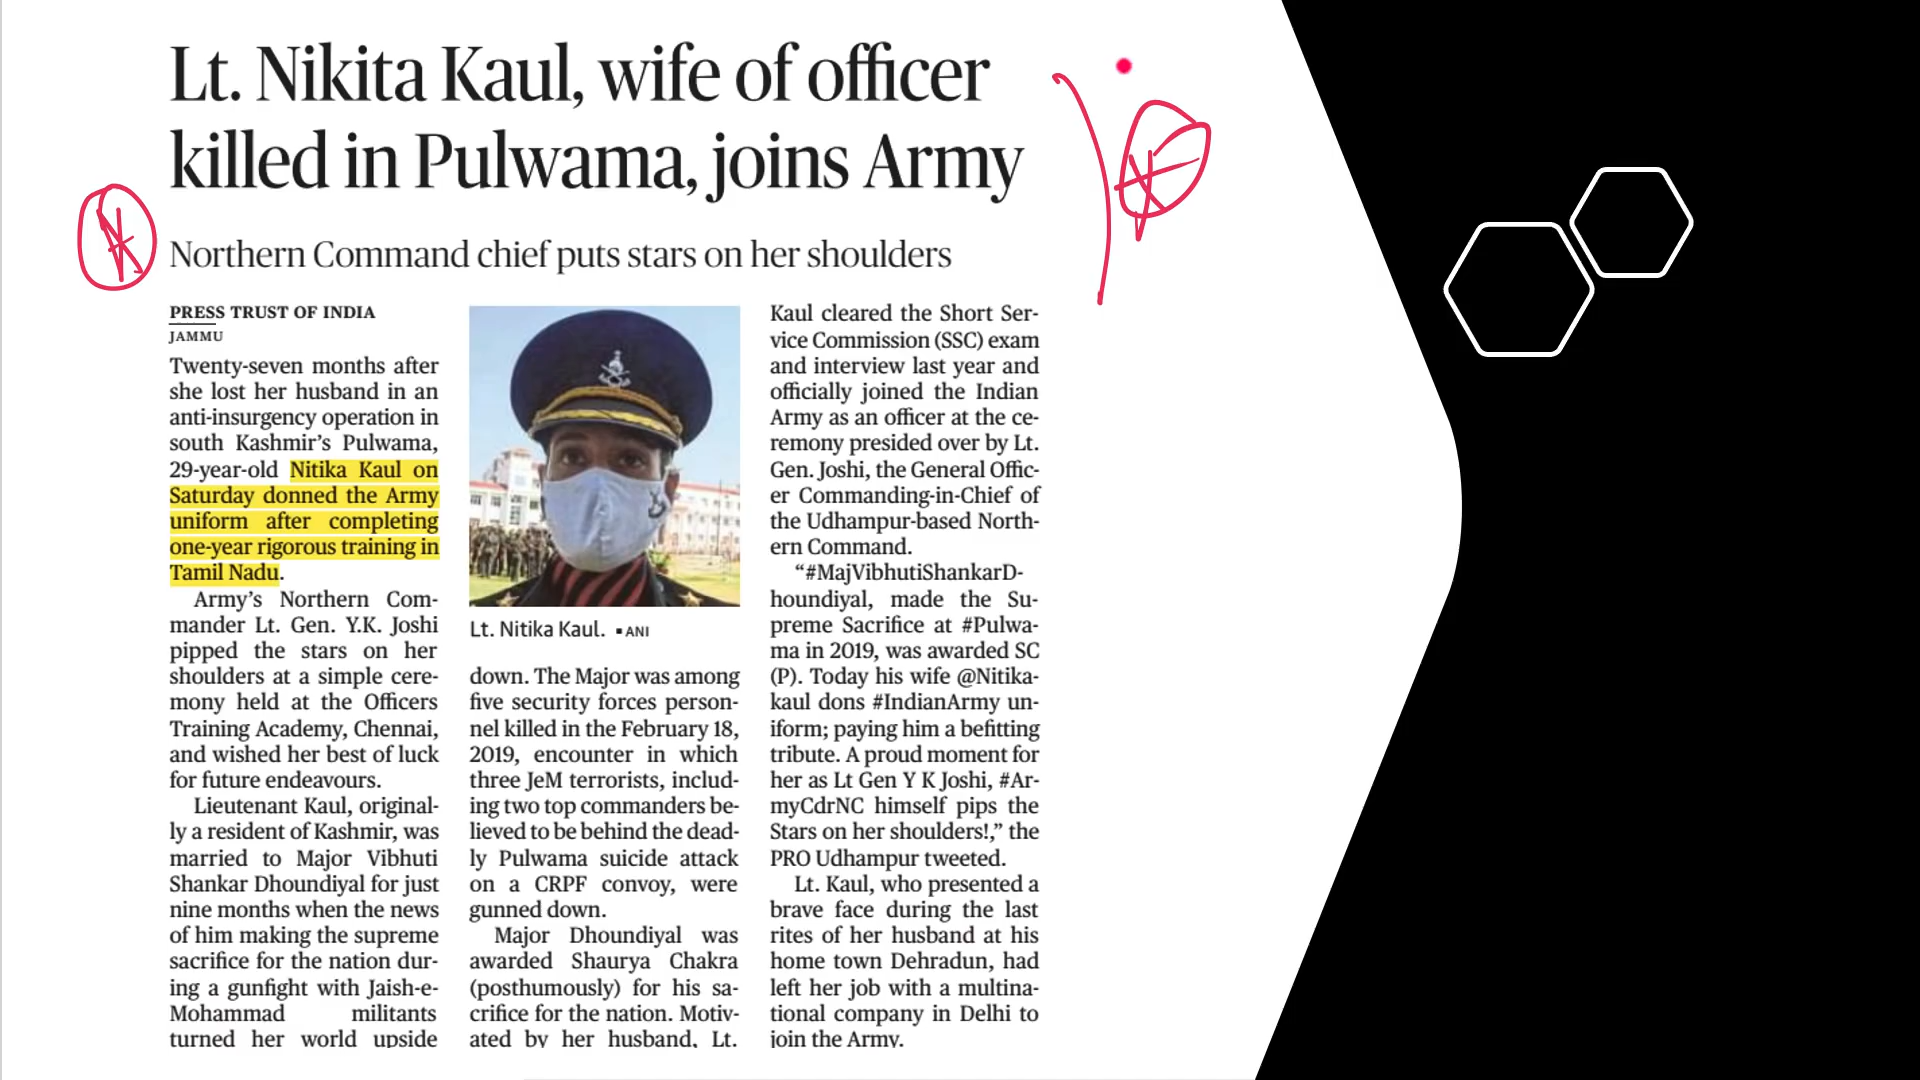 Lt. Nikita Kaul, wife of officer
killed in Pulwama, joins Army
Northern Command chief puts stars on her shoulders
PRESS TRUST OF INDIA
JAMMU
Twenty-seven months after
she lost her husband in an
anti-insurgency operation in
south Kashmir's Pulwama,
29-year-old Nitika Kaul on
Saturday donned the Army
uniform after completing
one-year rigorous training in
Tamil Nadu.
Army's Northern Com-
mander Lt. Gen. Y.K. Joshi
pipped the stars on her
shoulders at a simple cere-
mony held at the Officers
Training Academy, Chennai,
and wished her best of luck
for future endeavours.
Lieutenant Kaul, original-
ly a resident of Kashmir, was
married to Major Vibhuti
Shankar Dhoundiyal for just
nine months when the news
of him making the supreme
sacrifice for the nation dur-
ing a gunfight with Jaish-e-
Mohammad militants
turned her world upside
Lt. Nitika Kaul. ▪ANI
down. The Major was among
five security forces person-
nel killed in the February 18,
2019, encounter in which
three JeM terrorists, includ-
ing two top commanders be-
lieved to be behind the dead-
ly Pulwama suicide attack
on a CRPF convoy, were
gunned down.
Major Dhoundiyal was
awarded Shaurya Chakra
(posthumously) for his sa-
crifice for the nation. Motiv-
ated by her husband, Lt.
Kaul cleared the Short Ser-
vice Commission (SSC) exam
and interview last year and
officially joined the Indian
Army as an officer at the ce-
remony presided over by Lt.
Gen. Joshi, the General Offic-
er Commanding-in-Chief of
the Udhampur-based North-
ern Command.
"#MajVibhutiShankarD-
houndiyal, made the Su-
preme Sacrifice at #Pulwa-
ma in 2019, was awarded SC
(P). Today his wife @Nitika-
kaul dons #IndianArmy un-
iform; paying him a befitting
tribute. A proud moment for
her as Lt Gen Y K Joshi, #Ar-
myCdrNC himself pips the
Stars on her shoulders!," the
PRO Udhampur tweeted.
Lt. Kaul, who presented a
brave face during the last
rites of her husband at his
home town Dehradun, had
left her job with a multina-
tional company in Delhi to
join the Army.